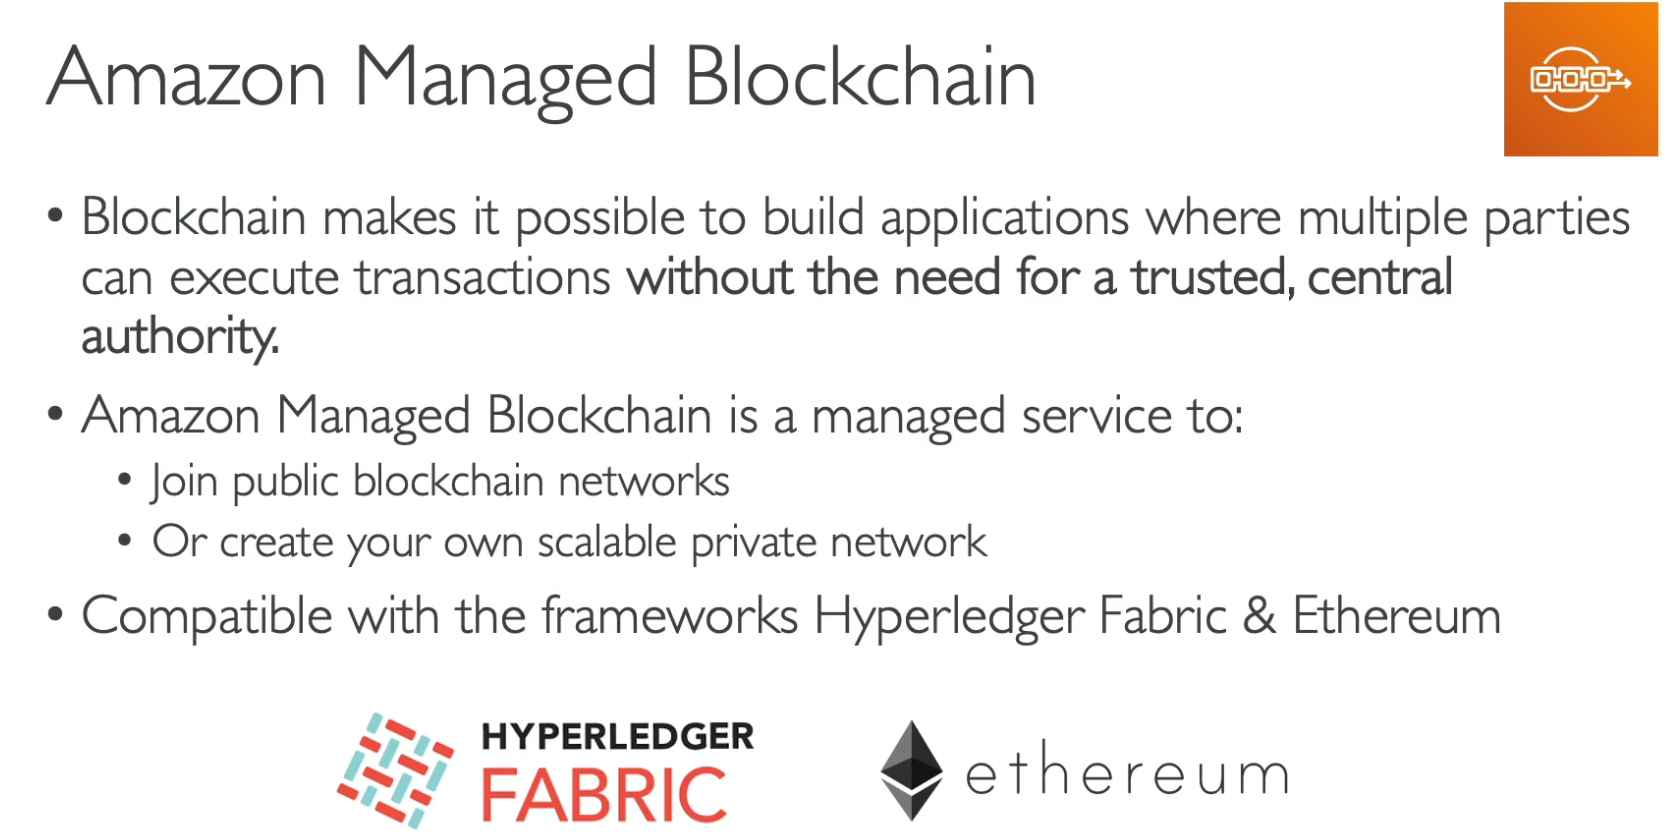 Amazon Managed Blockchain
• Blockchain makes it possible to build applications where multiple parties
can execute transactions without the need for a trusted, central
authority.
• Amazon Managed Blockchain is a managed service to:
• Join public blockchain networks
• Or create your own scalable private network
• Compatible with the frameworks Hyperledger Fabric & Ethereum
HYPERLEDGER
FABRIC
ethereum